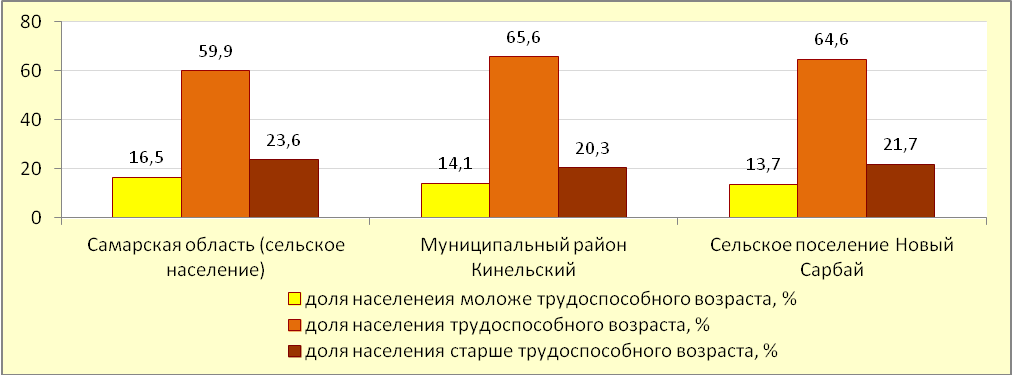 80
60
40
20
0
16,5
59,9
23,6
14,1
65,6
20,3
13,7
64,6
21,7
Самарская область (сельское
население)
Муниципальный район
Кинельский
Сельское поселение Новый
Сарбай
доля населенеия моложе трудоспособного возраста, %
доля населения трудоспособного возраста, %
доля населения старше трудоспособного возраста, %